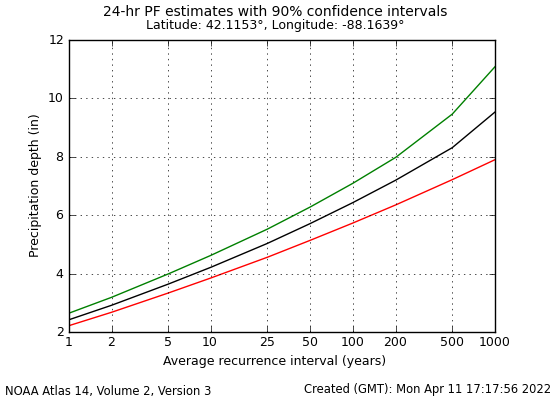 24-hr PF estimates with 90% confidence intervals
Latitude: 42.1153°, Longitude: -88.1639°
12
10
8
6
4
2
Precipitation depth (in)
1 2 5 10 25 50 100 200 500 1000
Average recurrence interval (years)
NOAA Atlas 14, Volume 2, Version 3 Created (GMT): Mon Apr 11 17:17:56 2022